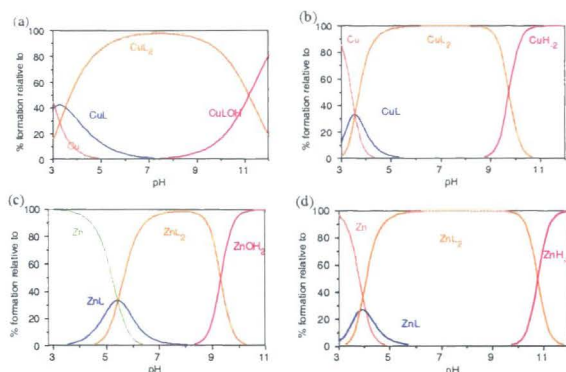 (a)
100
80
60
40
20
0
% formation relative to
CuL2
CuL
Cu
CuLOH
3 5 7 9 11
pH
(b)
100
80
60
40
20
0
% formation relative to
Cu
CuL2
CuH-2
CuL
3 5 7 9 11
pH
(c)
100
80
60
40
20
0
% formation relative to
Zn
ZnL2
ZnOH2
ZnL
3 5 7 9 11
pH
(d)
100
80
60
40
20
0
% formation relative to
Zn
ZnL2
ZnL
3 5 7 9 11
pH